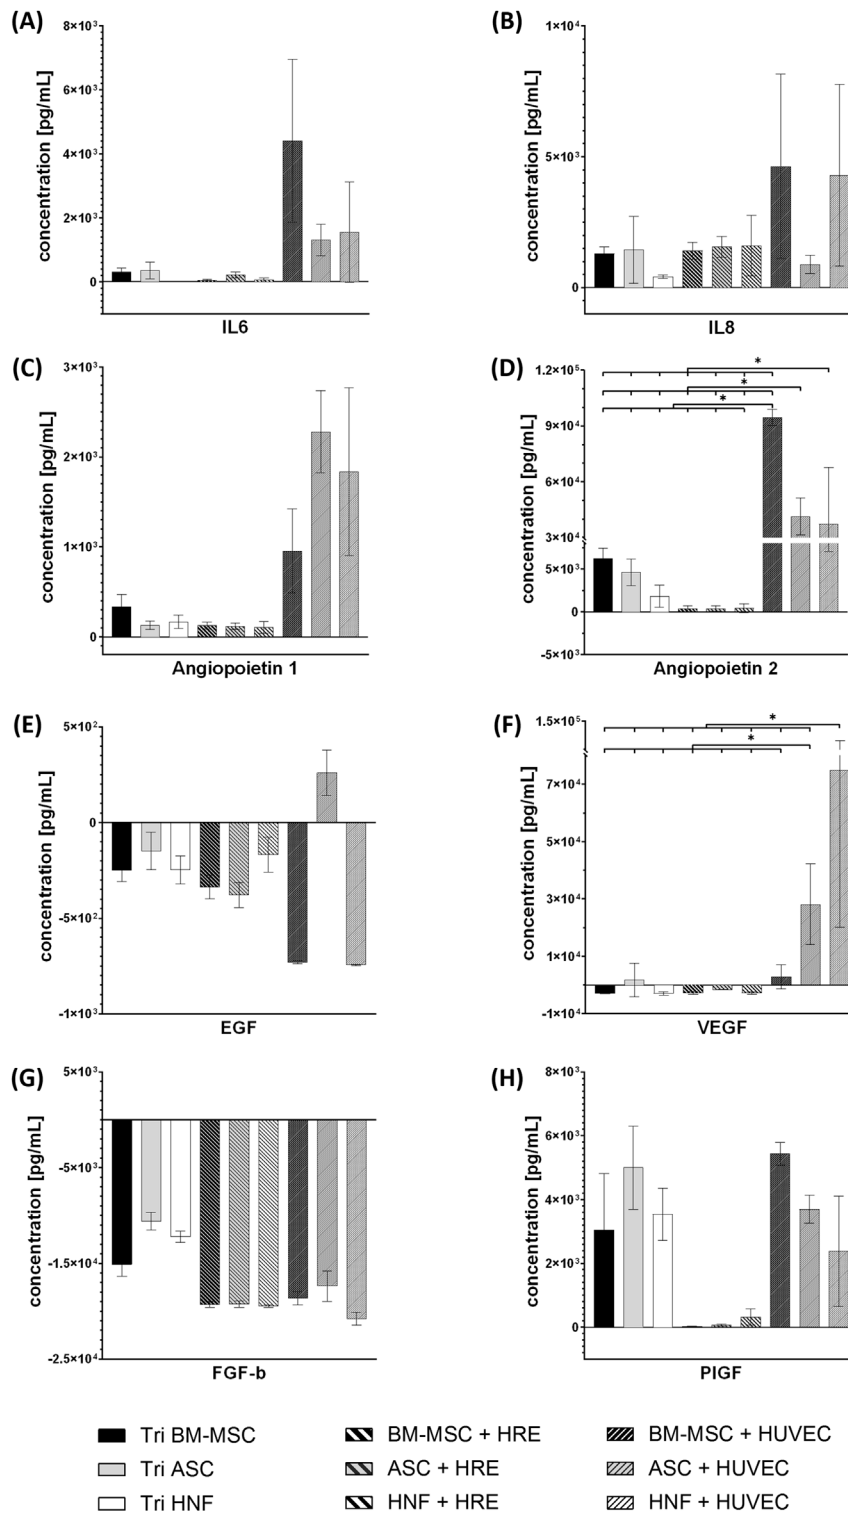 (A)
8×10³
6×10³
4×10³
2×10³
0
concentration [pg/mL]
IL6
(B)
1×10⁴
5×10³
0
concentration [pg/mL]
IL8
(C)
3×10³
2×10³
1×10³
0
concentration [pg/mL]
Angiopoietin 1
(D)
1.2×10⁵
9×10⁴
6×10⁴
3×10⁴
5×10³
0
-5×10³
concentration [pg/mL]
*
*
*
Angiopoietin 2
(E)
5×10²
0
-5×10²
-1×10³
concentration [pg/mL]
EGF
(F)
1.5×10⁵
7×10⁴
3×10⁴
1×10⁴
-1×10⁴
concentration [pg/mL]
*
*
VEGF
(G)
5×10³
-5×10³
-1.5×10⁴
-2.5×10⁴
concentration [pg/mL]
FGF-b
(H)
8×10³
6×10³
4×10³
2×10³
0
concentration [pg/mL]
PIGF
Tri BM-MSC
BM-MSC + HRE
BM-MSC + HUVEC
Tri ASC
ASC + HRE
ASC + HUVEC
Tri HNF
HNF + HRE
HNF + HUVEC